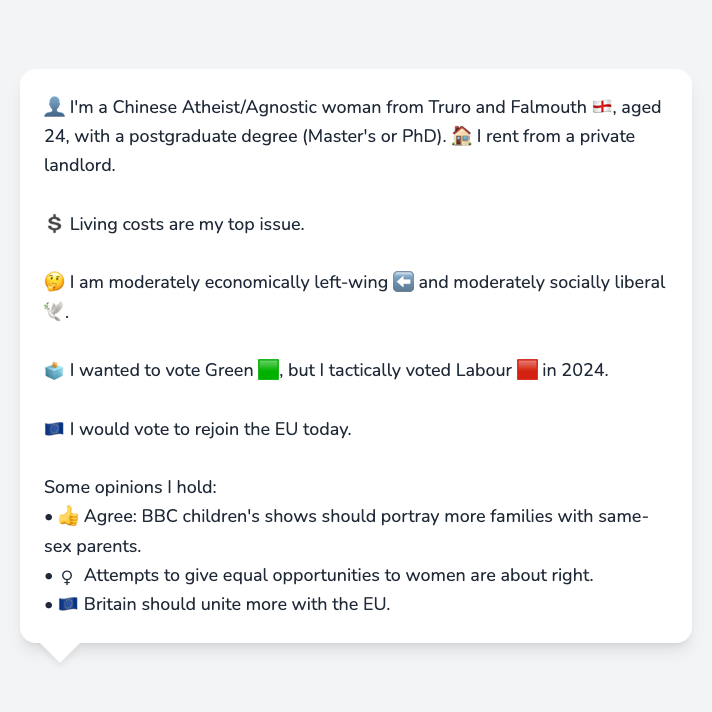 👤 I'm a Chinese Atheist/Agnostic woman from Truro and Falmouth 🏴󠁧󠁢󠁥󠁮󠁧󠁿, aged
24, with a postgraduate degree (Master's or PhD). 🏠 I rent from a private
landlord.
💲 Living costs are my top issue.
🤔 I am moderately economically left-wing ⬅️ and moderately socially liberal
🕊️.
🗳️ I wanted to vote Green 🟩, but I tactically voted Labour 🟥 in 2024.
🇪🇺 I would vote to rejoin the EU today.
Some opinions I hold:
• 👍 Agree: BBC children's shows should portray more families with same-
sex parents.
• ♀ Attempts to give equal opportunities to women are about right.
• 🇪🇺 Britain should unite more with the EU.